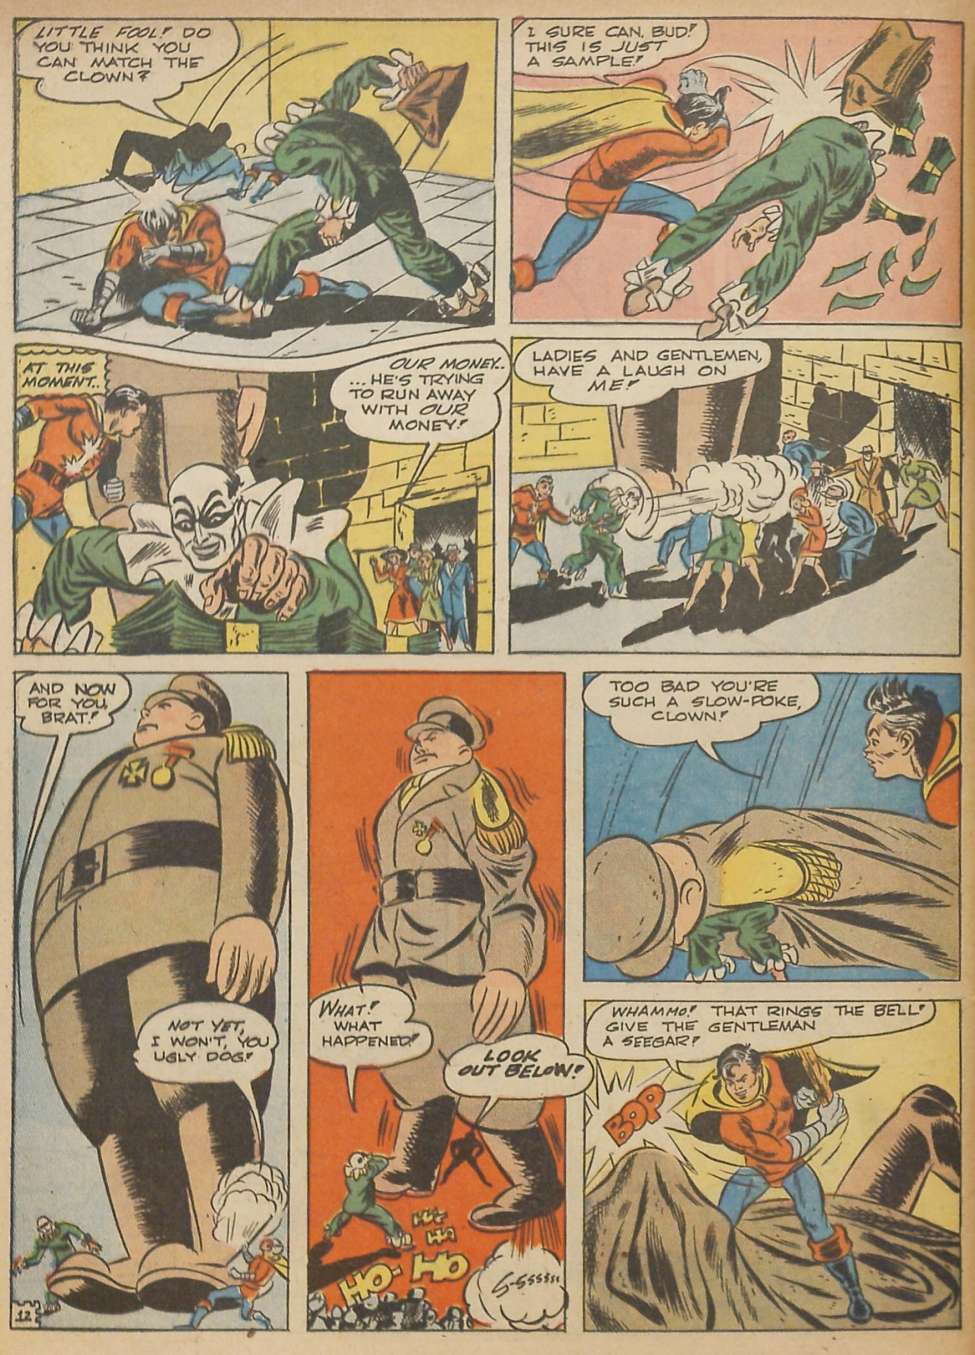 LITTLE FOOL! DO
YOU THINK YOU
CAN MATCH THE
CLOWN?
I SURE CAN, BUD!
THIS IS JUST
A SAMPLE!
AT THIS
MOMENT..
OUR MONEY..
...HE'S TRYING
TO RUN AWAY
WITH OUR
MONEY!
LADIES AND GENTLEMEN,
HAVE A LAUGH ON
ME!
AND NOW
FOR YOU,
BRAT!
NOT YET,
I WON'T, YOU
UGLY DOG!
12
WHAT!
WHAT
HAPPENED!
LOOK
OUT BELOW!
HA-
HA
HO-HO
S-SSSSSS
TOO BAD YOU'RE
SUCH A SLOW-POKE,
CLOWN!
WHAMMO! THAT RINGS THE BELL!
GIVE THE GENTLEMAN
A SEEGAR!
BOP